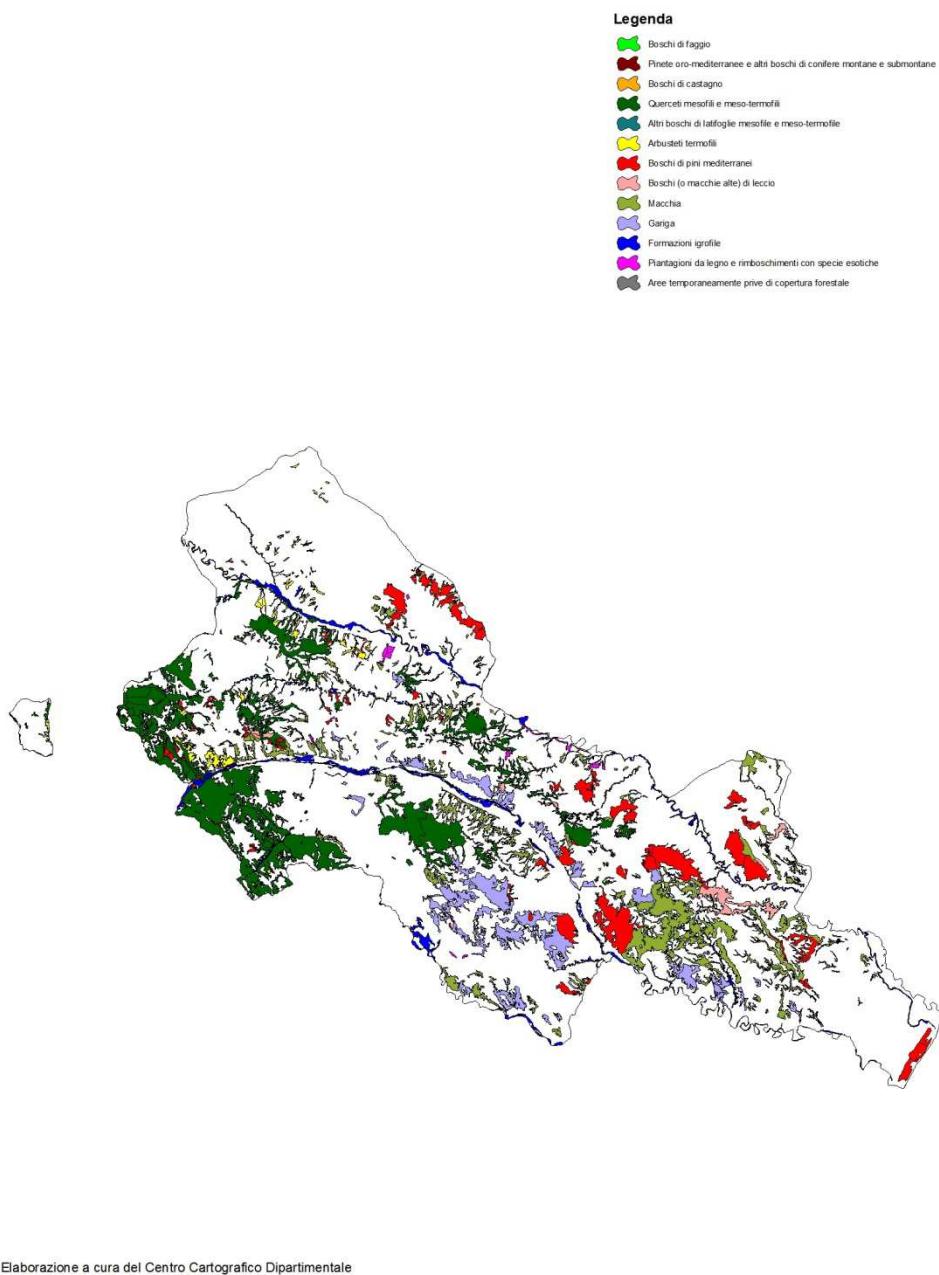 Legenda
Boschi di faggio
Pinete oro-mediterranee e altri boschi di conifere montane e submontane
Boschi di castagno
Querceti mesofili e meso-termofili
Altri boschi di latifoglie mesofile e meso-termofile
Arbusteti termofili
Boschi di pini mediterranei
Boschi (o macchie alte) di leccio
Macchia
Gariga
Formazioni igrofile
Piantagioni da legno e rimboschimenti con specie esotiche
Aree temporaneamente prive di copertura forestale
Elaborazione a cura del Centro Cartografico Dipartimentale